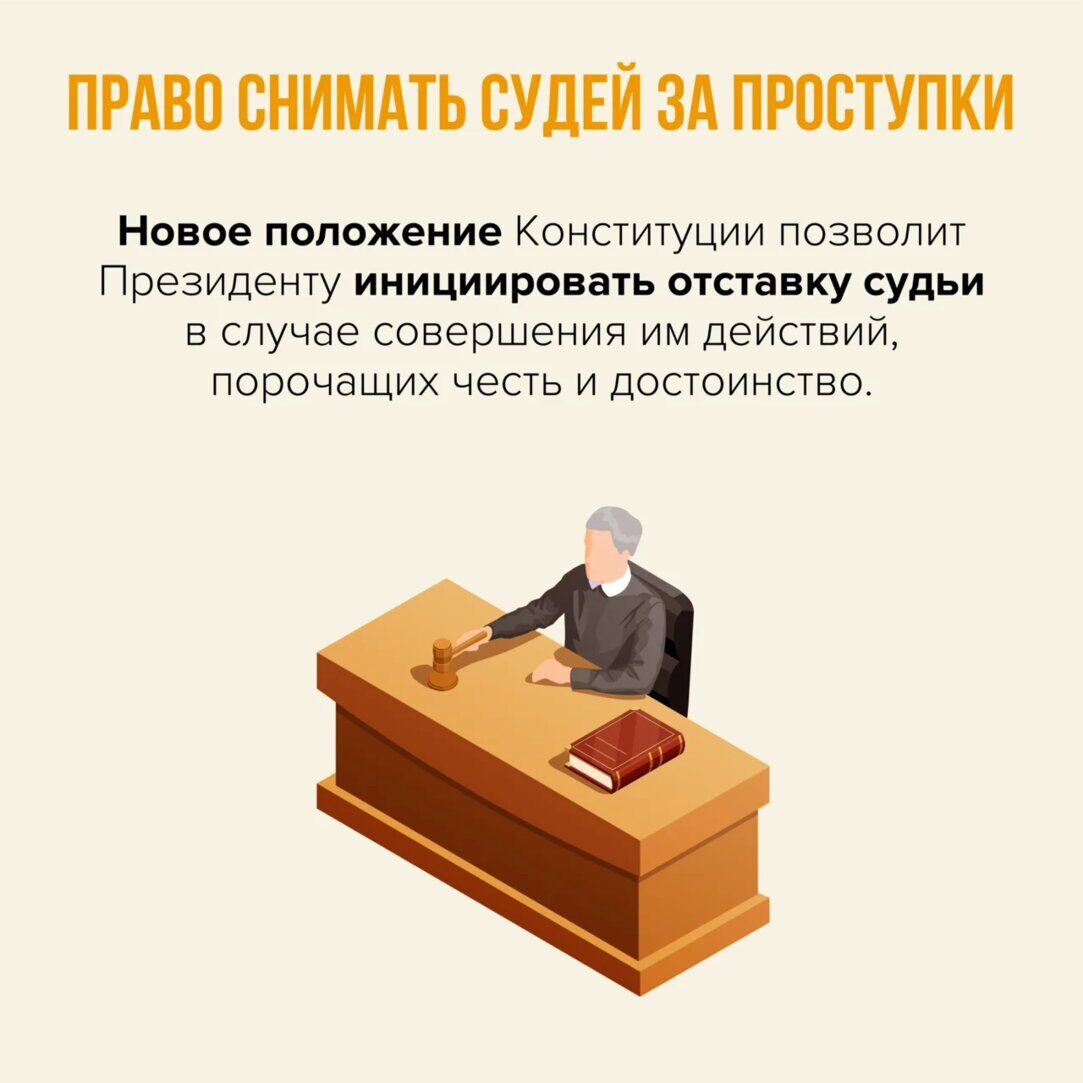 ПРАВО СНИМАТЬ СУДЕЙ ЗА ПРОСТУПКИ
Новое положение Конституции позволит
Президенту инициировать отставку судьи
в случае совершения им действий,
порочащих честь и достоинство.